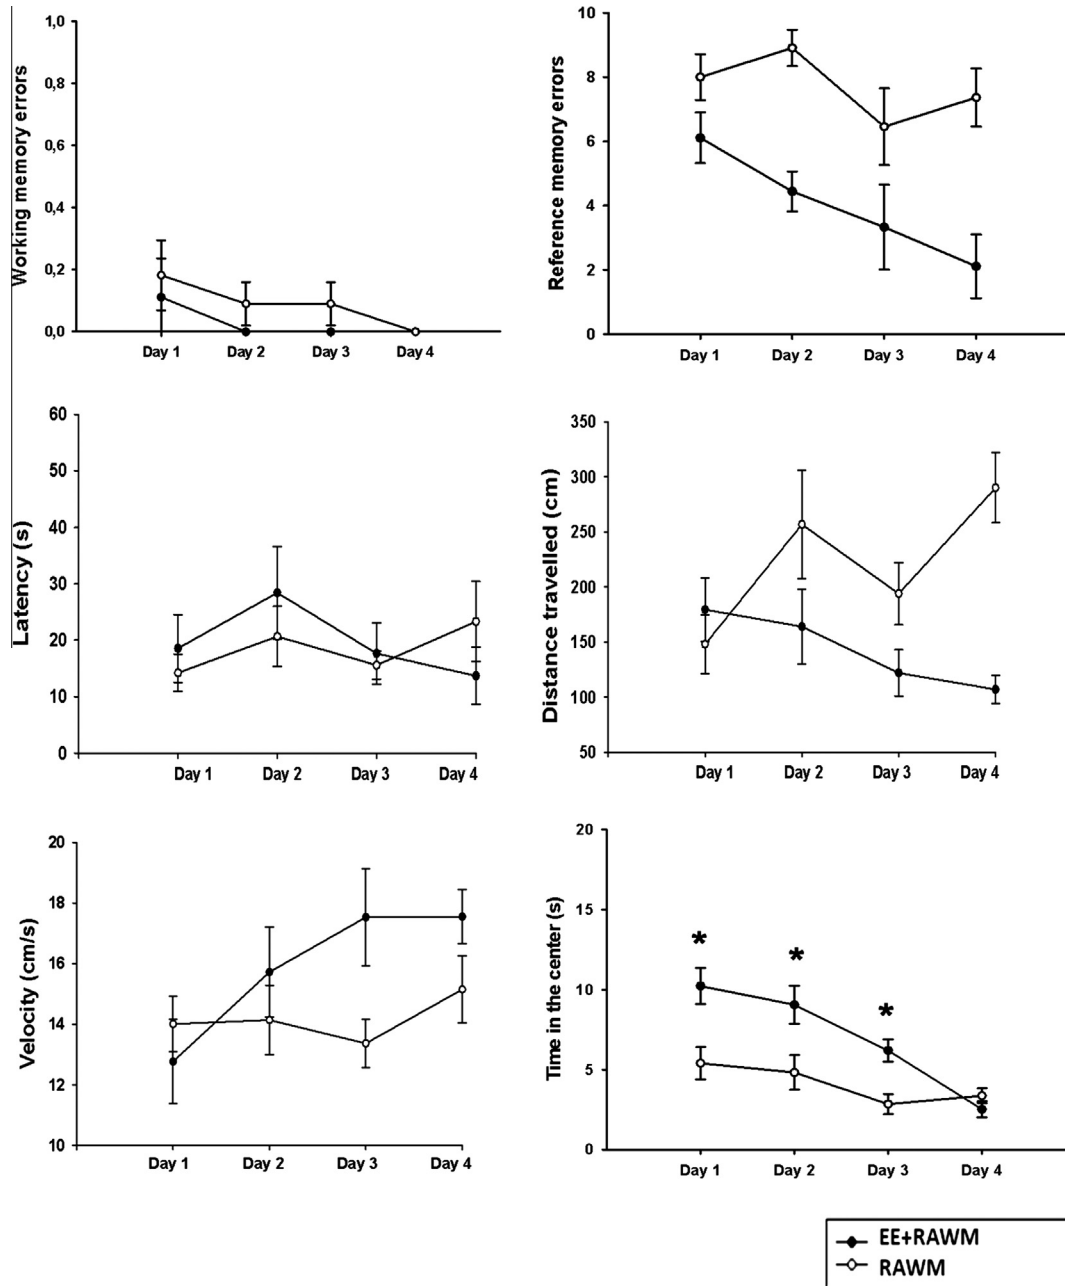 Working memory errors
1,0
0,8
0,6
0,4
0,2
0,0
Day 1 Day 2 Day 3 Day 4
Reference memory errors
10
8
6
4
2
0
Day 1 Day 2 Day 3 Day 4
Latency (s)
60
50
40
30
20
10
0
Day 1 Day 2 Day 3 Day 4
Distance travelled (cm)
350
300
250
200
150
100
50
Day 1 Day 2 Day 3 Day 4
Velocity (cm/s)
20
18
16
14
12
10
Day 1 Day 2 Day 3 Day 4
Time in the center (s)
20
15
10
5
0
*
*
*
Day 1 Day 2 Day 3 Day 4
EE+RAWM
RAWM